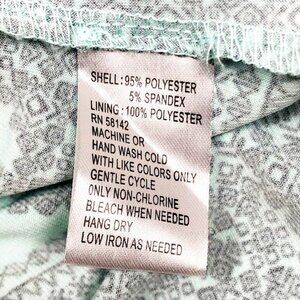 SHELL: 95% POLYESTER
5% SPANDEX
LINING: 100% POLYESTER
RN 58142
MACHINE OR
HAND WASH COLD
WITH LIKE COLORS ONLY
GENTLE CYCLE
ONLY NON-CHLORINE
BLEACH WHEN NEEDED
HANG DRY
LOW IRON AS NEEDED